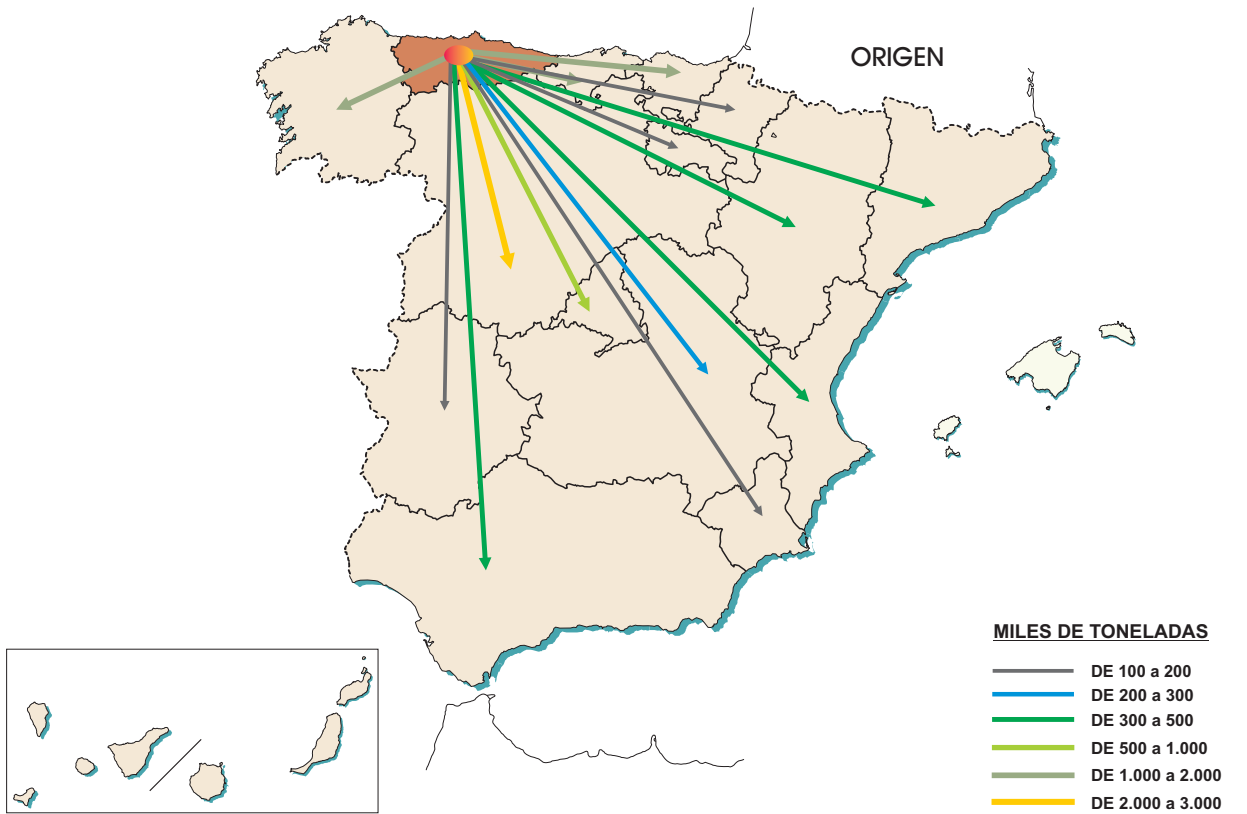 ORIGEN
MILES DE TONELADAS
DE 100 a 200
DE 200 a 300
DE 300 a 500
DE 500 a 1.000
DE 1.000 a 2.000
DE 2.000 a 3.000